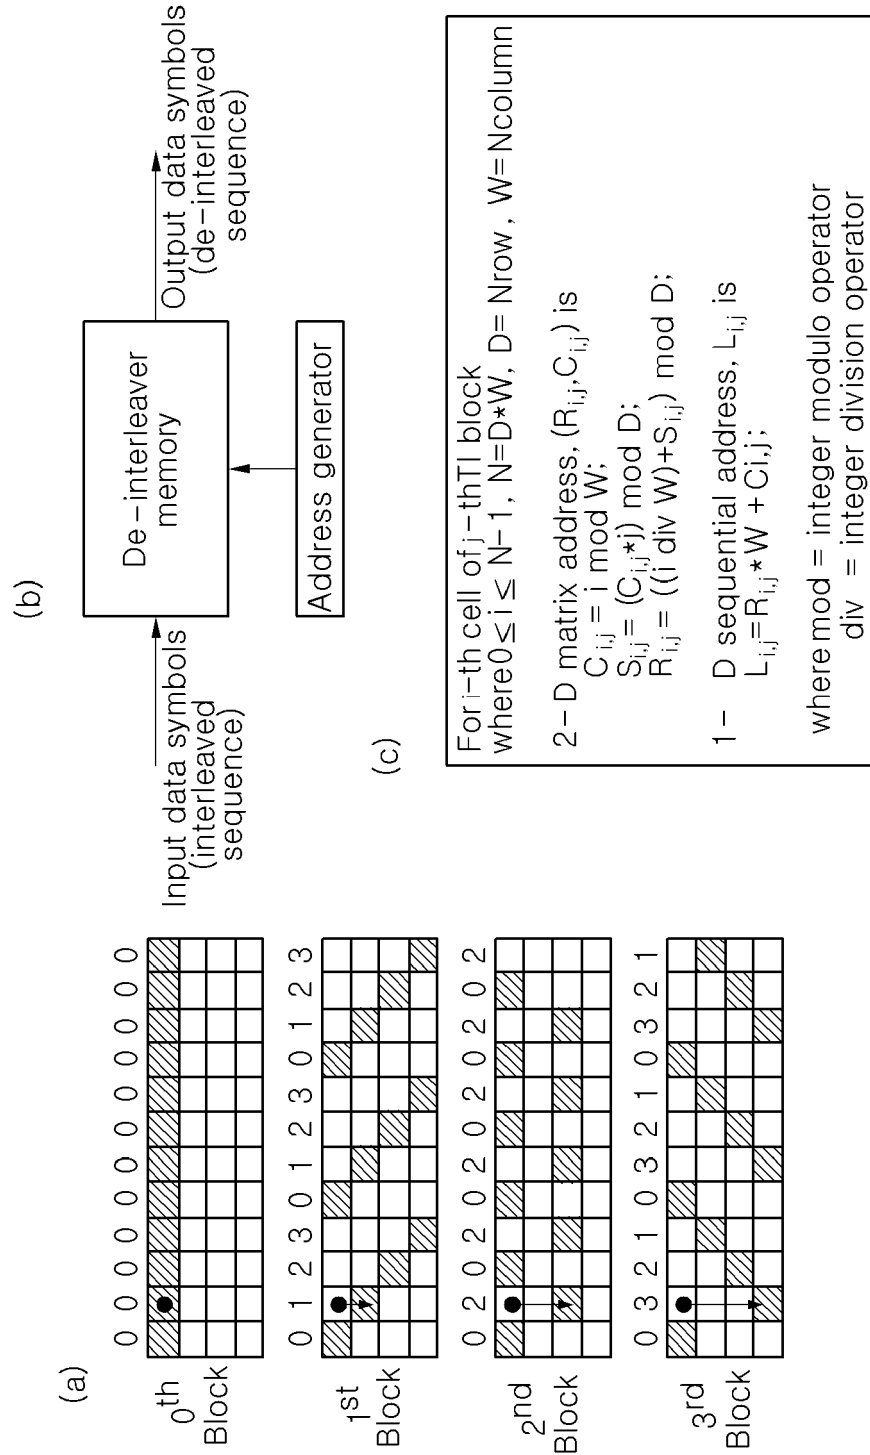 (a)
0 0 0 0 0 0 0 0 0 0 0 0
0th
Block
0 1 2 3 0 1 2 3 0 1 2 3
1st
Block
0 2 0 2 0 2 0 2 0 2 0 2
2nd
Block
0 3 2 1 0 3 2 1 0 3 2 1
3rd
Block
(b)
Input data symbols
(interleaved
sequence)
De-interleaver
memory
Output data symbols
(de-interleaved
sequence)
Address generator
(c)
For i-th cell of j-thTI block
where 0≤i≤ N-1, N=D*W, D= Nrow , W= Ncolumn
2-D matrix address, (Ri,j,Ci,j) is
Ci,j= i mod W;
Si,j= (Ci,j*j) mod D;
Ri,j= ((i div W)+Si,j) mod D;
1- D sequential address, Li,j is
Li,j=Ri,j*W +Ci,j;
where mod = integer modulo operator
div = integer division operator